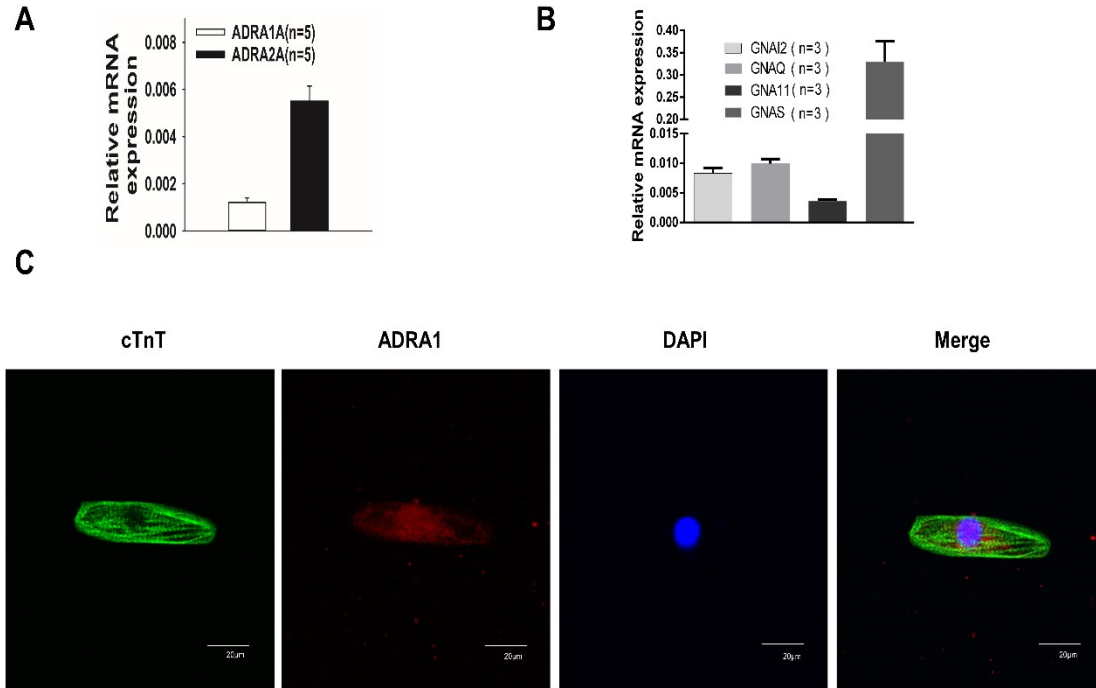 A
Relative mRNA
expression
0.008
0.006
0.004
0.002
0.000
ADRA1A(n=5)
ADRA2A(n=5)
B
Relative mRNA expression
0.40
0.35
0.30
0.25
0.20
0.015
0.010
0.005
0.000
GNAI2 ( n=3 )
GNAQ ( n=3 )
GNA11 ( n=3 )
GNAS ( n=3 )
C
cTnT
ADRA1
DAPI
Merge
20μm
20μm
20μm
20μm